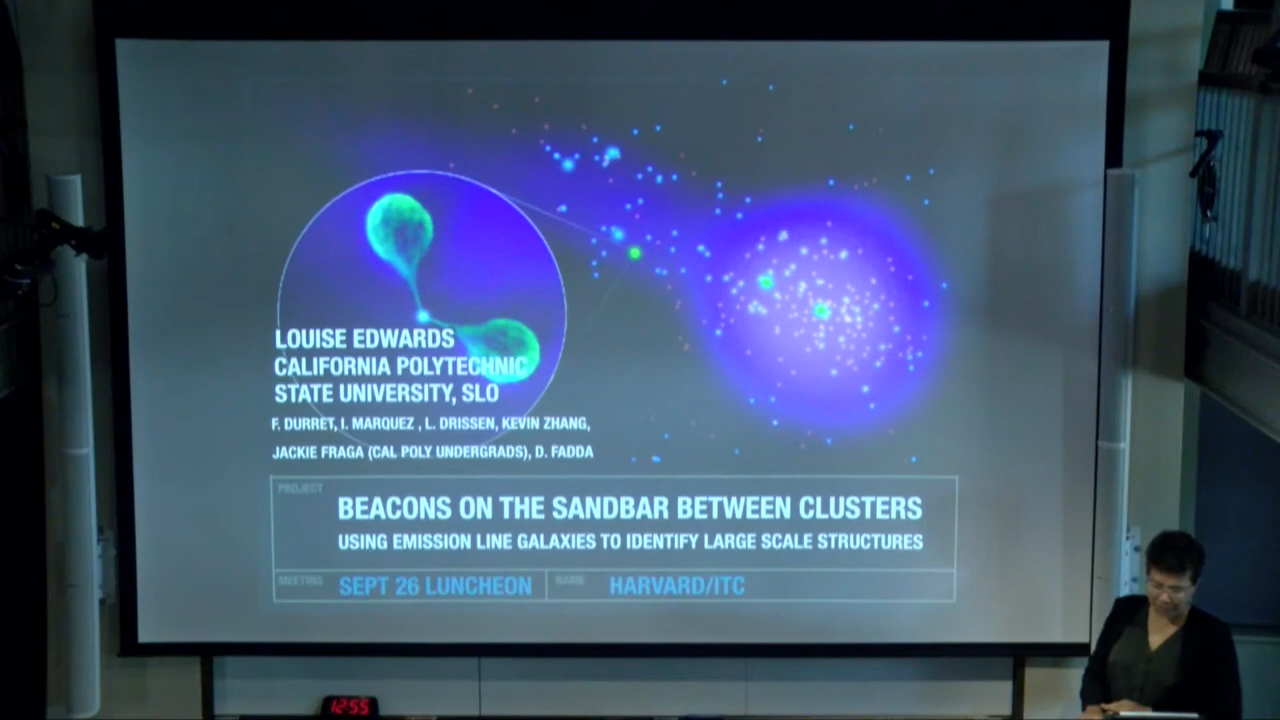 LOUISE EDWARDS
CALIFORNIA POLYTECHNIC
STATE UNIVERSITY, SLO
F. DURRET, I. MARQUEZ , L. DRISSEN, KEVIN ZHANG,
JACKIE FRAGA (CAL POLY UNDERGRADS), D. FADDA
PROJECT
BEACONS ON THE SANDBAR BETWEEN CLUSTERS
USING EMISSION LINE GALAXIES TO IDENTIFY LARGE SCALE STRUCTURES
MEETING SEPT 26 LUNCHEON NAME HARVARD/ITC
12:55